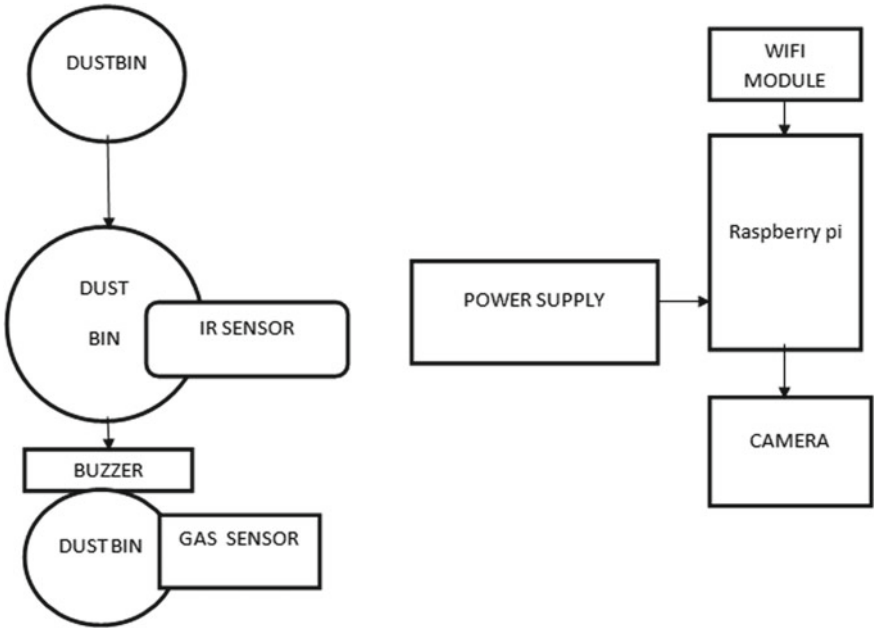 DUSTBIN
DUST
BIN
IR SENSOR
BUZZER
DUST BIN
GAS SENSOR
WIFI
MODULE
Raspberry pi
POWER SUPPLY
CAMERA